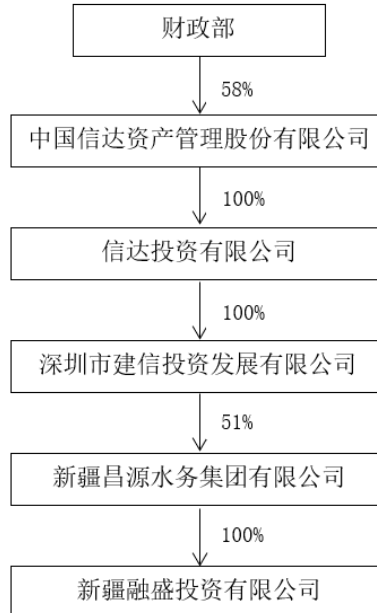 财政部
58%
中国信达资产管理股份有限公司
100%
信达投资有限公司
100%
深圳市建信投资发展有限公司
51%
新疆昌源水务集团有限公司
100%
新疆融盛投资有限公司